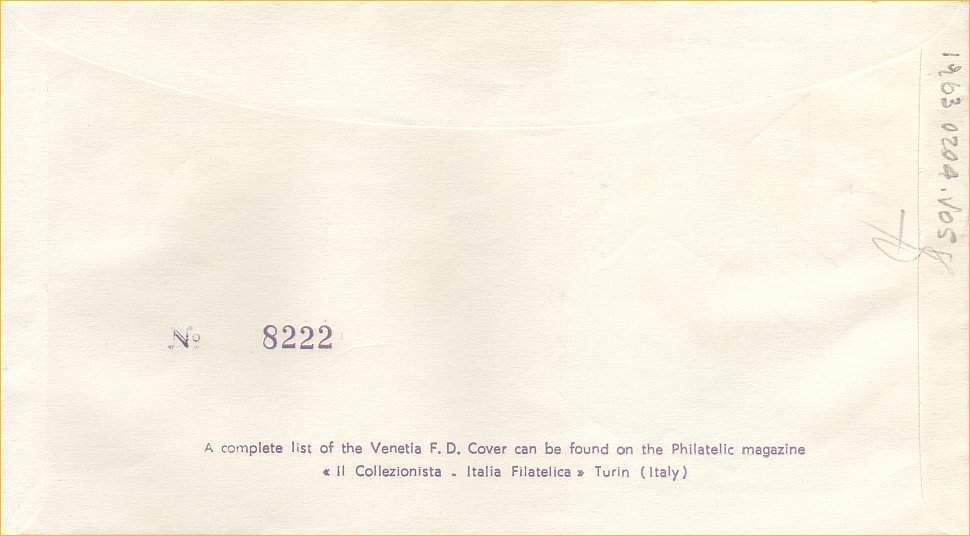 1963 0204.VOS
No 8222
A complete list of the Venetia F. D. Cover can be found on the Philatelic magazine
« Il Collezionista - Italia Filatelica » Turin (Italy)